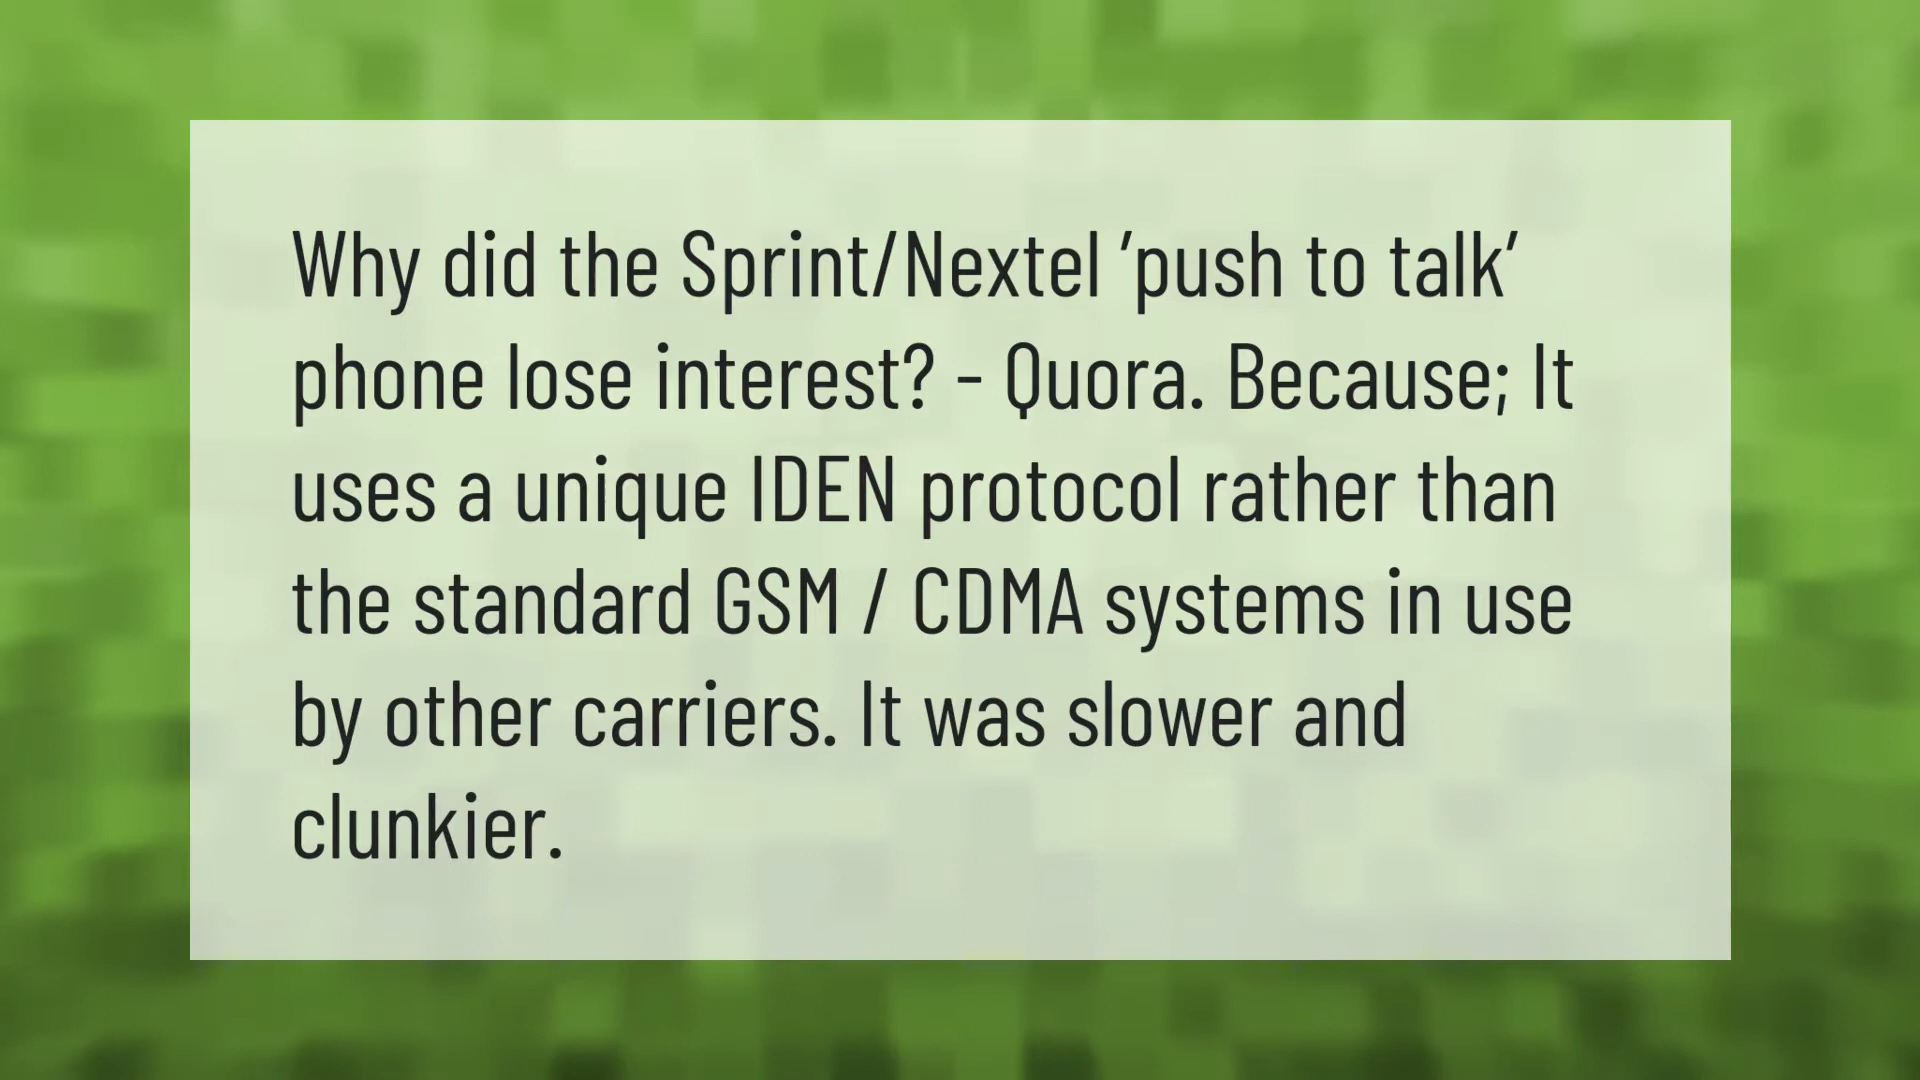 Why did the Sprint/Nextel ′push to talk′
phone lose interest? - Quora. Because; It
uses a unique IDEN protocol rather than
the standard GSM / CDMA systems in use
by other carriers. It was slower and
clunkier.